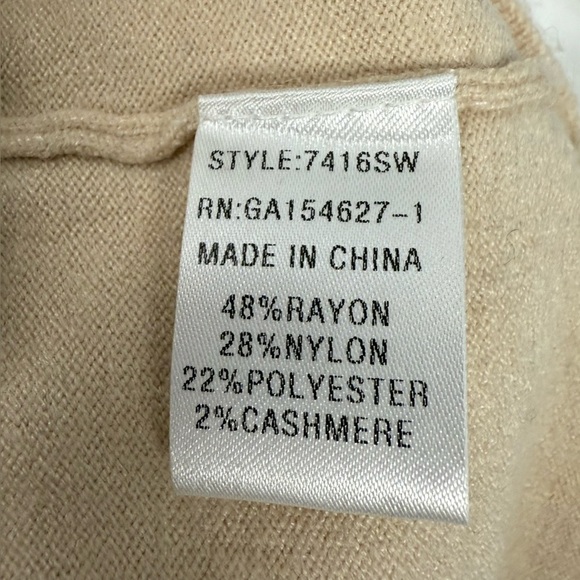 STYLE:7416SW
RN:GA154627-1
MADE IN CHINA
48%RAYON
28%NYLON
22%POLYESTER
2%CASHMERE